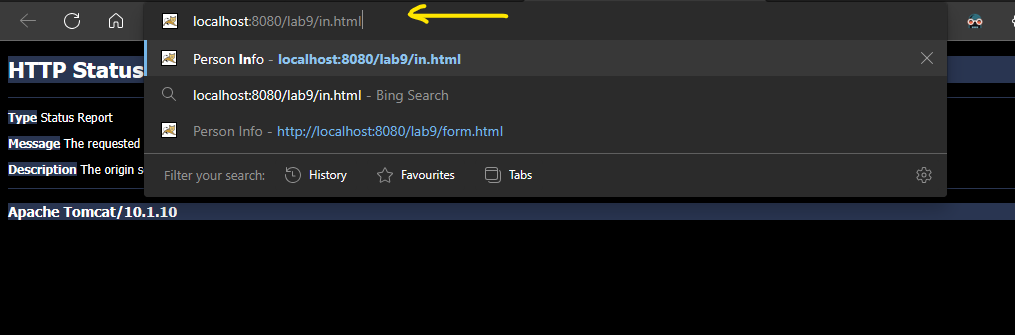 localhost:8080/lab9/in.html
Person Info - localhost:8080/lab9/in.html
HTTP Status
localhost:8080/lab9/in.html - Bing Search
Type Status Report
Person Info - http://localhost:8080/lab9/form.html
Message The requested
Description The origin s
Filter your search: History Favourites Tabs
Apache Tomcat/10.1.10